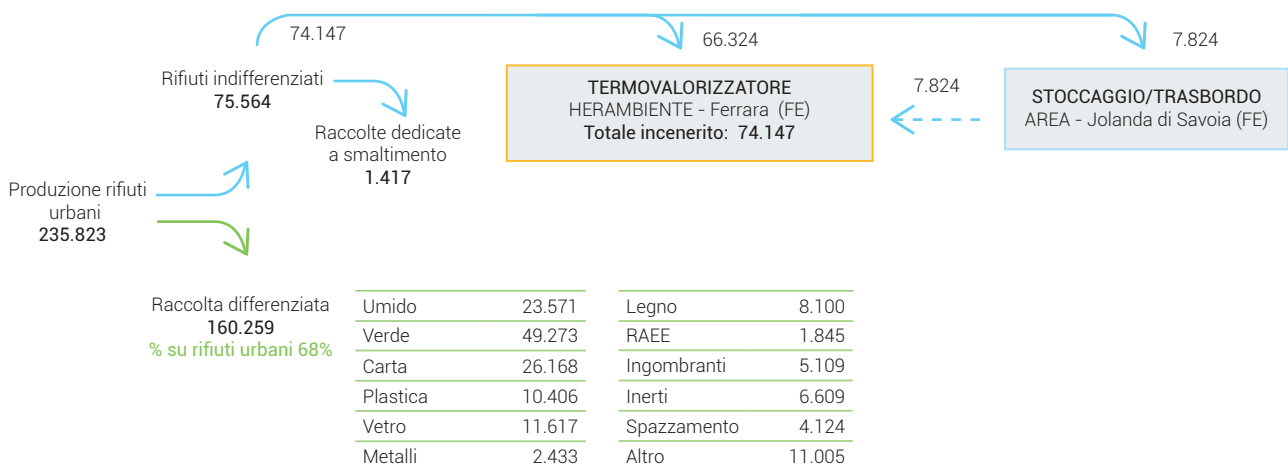 74.147
66.324
7.824
Rifiuti indifferenziati
75.564
TERMOVALORIZZATORE
HERAMBIENTE - Ferrara (FE)
Totale incenerito: 74.147
7.824
STOCCAGGIO/TRASBORDO
AREA - Jolanda di Savoia (FE)
Raccolte dedicate
a smaltimento
1.417
Produzione rifiuti
urbani
235.823
Raccolta differenziata
160.259
% su rifiuti urbani 68%
Umido 23.571
Verde 49.273
Carta 26.168
Plastica 10.406
Vetro 11.617
Metalli 2.433
Legno 8.100
RAEE 1.845
Ingombranti 5.109
Inerti 6.609
Spazzamento 4.124
Altro 11.005